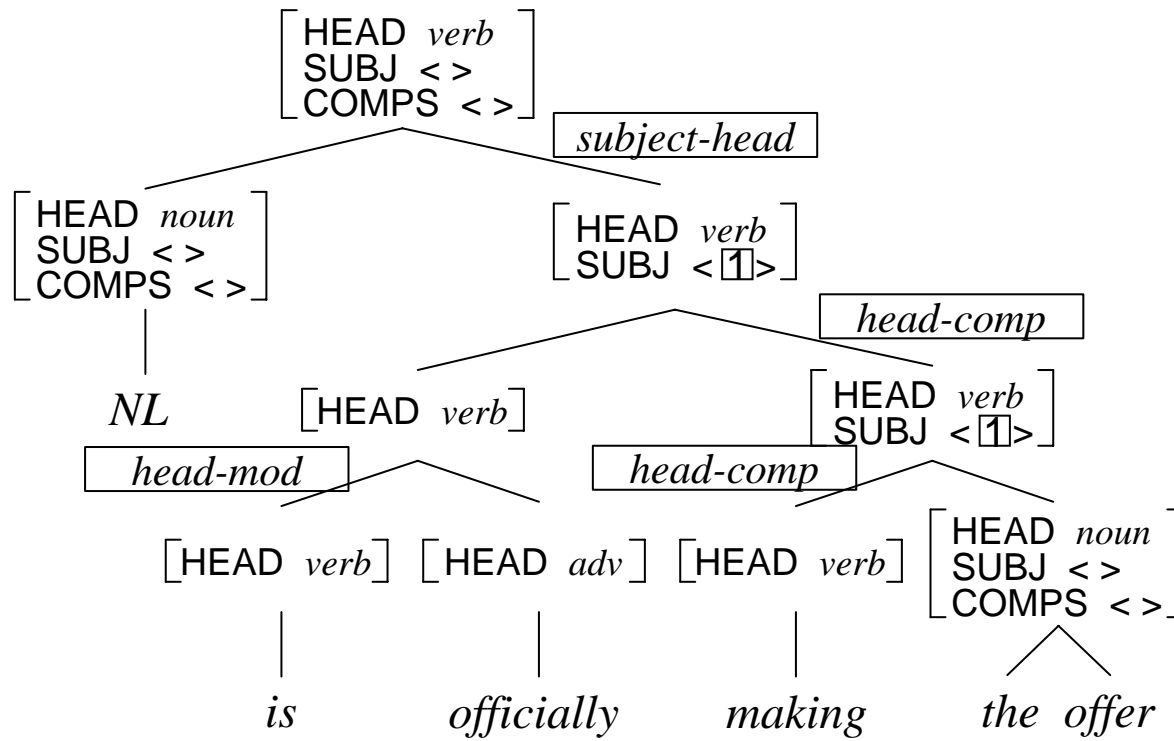 HEAD verb
SUBJ < >
COMPS < >
subject-head
HEAD noun
SUBJ < >
COMPS < >
HEAD verb
SUBJ < 1 >
head-comp
NL
HEAD verb
HEAD verb
SUBJ < 1 >
head-mod
head-comp
HEAD verb
HEAD adv
HEAD verb
HEAD noun
SUBJ < >
COMPS < >
is officially making the offer